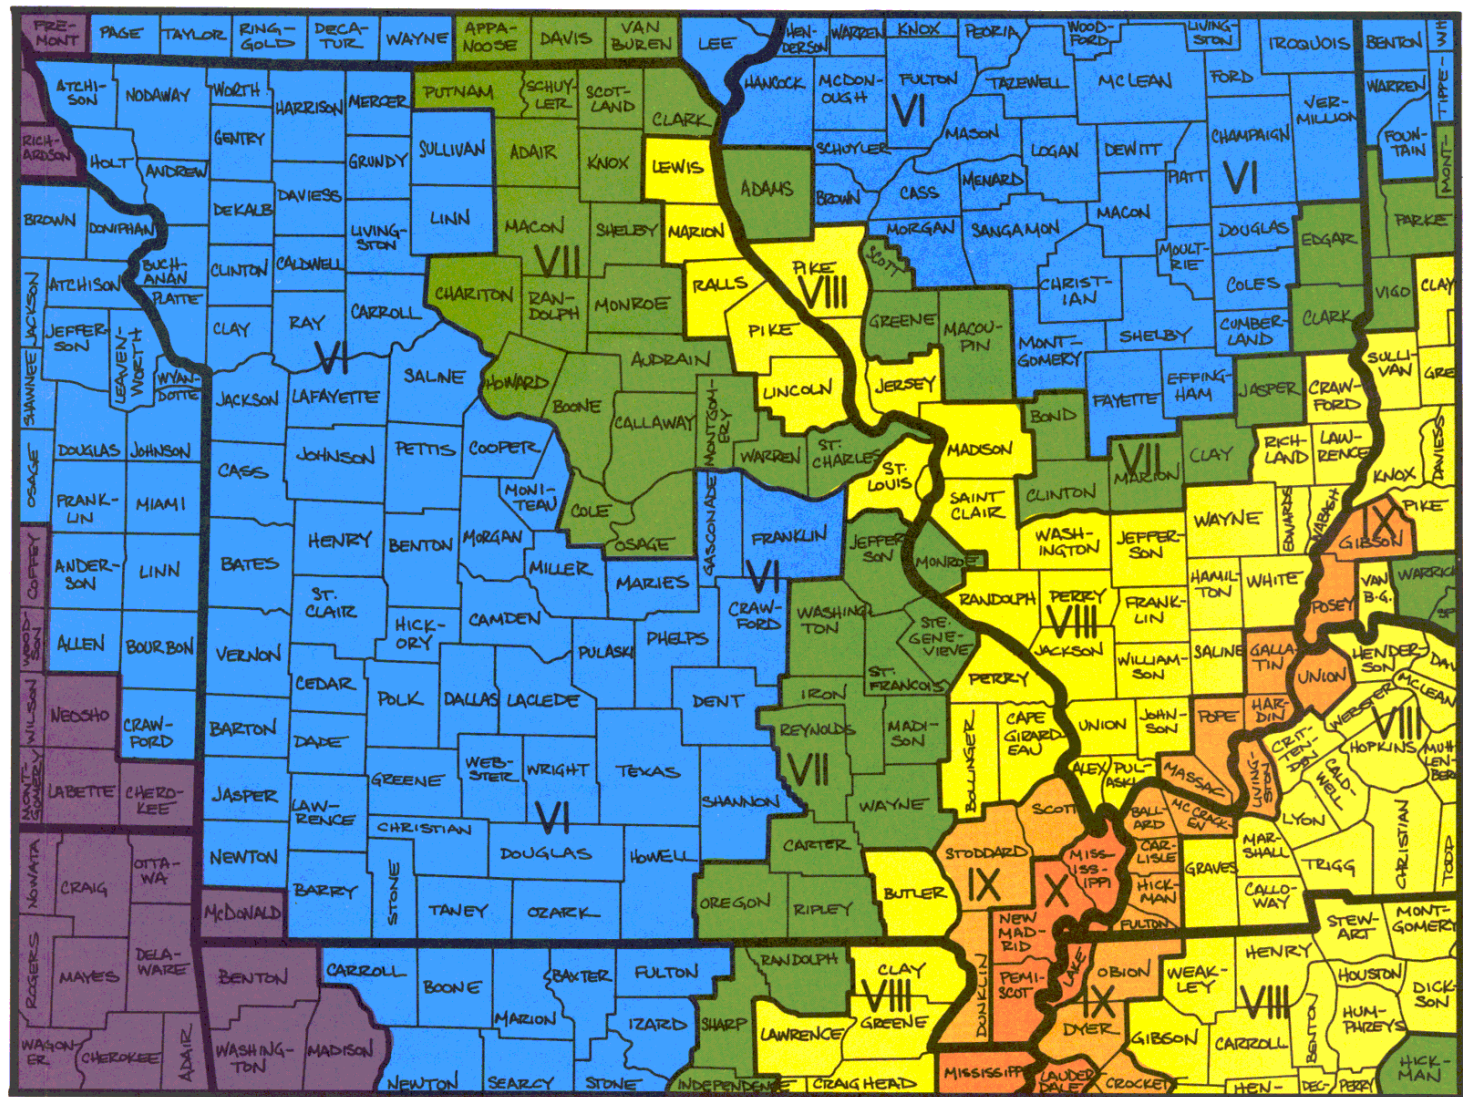 FRE-
MONT
PAGE
TAYLOR
RING-
GOLD
DECA-
TUR
WAYNE
APPA-
NOOSE
DAVIS
VAN
BUREN
LEE
HEN-
DERSON
WARREN
KNOX
PEORIA
WOOD-
FORD
LIVING-
STON
IROQUOIS
BENTON
WH
ATCHI-
SON
NODAWAY
WORTH
HARRISON
MERCER
PUTNAM
SCHUY-
LER
SCOT-
LAND
CLARK
HANCOCK
MCDON-
OUGH
FULTON
VI
TAZEWELL
MCLEAN
FORD
VER-
MILLION
WARREN
TIPPE-
RICH-
ARDSON
HOLT
ANDREW
GENTRY
GRUNDY
SULLIVAN
ADAIR
KNOX
LEWIS
ADAMS
SCHUYLER
MASON
LOGAN
DEWITT
CHAMPAIGN
VI
FOUN-
TAIN
MONT-
BROWN
DONIPHAN
DEKALB
DAVIESS
LIVING-
STON
LINN
MACON
VII
SHELBY
MARION
BROWN
CASS
MENARD
PIATT
MORGAN
SANGAMON
MACON
DOUGLAS
EDGAR
PARKE
JACKSON
ATCHISON
BUCH-
ANAN
PLATTE
CLINTON
CALDWELL
CARROLL
CHARITON
RAN-
DOLPH
MONROE
RALLS
PIKE
VIII
SCOTT
CHRIST-
IAN
MOULT-
RIE
COLES
VIGO
CLAY
SHAWNEE
JEFFER-
SON
LEAVEN-
WORTH
WYAN-
DOTTE
CLAY
RAY
VI
HOWARD
AUDRAIN
PIKE
GREENE
MACOU-
PIN
MONT-
GOMERY
SHELBY
CUMBER-
LAND
CLARK
SULLI-
VAN
GRE
JACKSON
LAFAYETTE
SALINE
BOONE
CALLAWAY
MONTGOM-
ERY
LINCOLN
JERSEY
BOND
FAYETTE
EFFING-
HAM
JASPER
CRAW-
FORD
OSAGE
DOUGLAS
JOHNSON
CASS
JOHNSON
PETTIS
COOPER
WARREN
ST.
CHARLES
MADISON
VII
MARION
CLAY
RICH-
LAND
LAW-
RENCE
KNOX
DAVIESS
FRANK-
LIN
MIAMI
MONI-
TEAU
COLE
OSAGE
GASCONADE
FRANKLIN
VI
ST.
LOUIS
SAINT
CLAIR
CLINTON
WAYNE
EDWARDS
WABASH
PIKE
IX
GIBSON
COFFEY
ANDER-
SON
LINN
BATES
HENRY
BENTON
MORGAN
MILLER
MARIES
JEFFER-
SON
MONROE
WASH-
INGTON
JEFFER-
SON
HAMIL-
TON
WHITE
POSEY
VAN
B.G.
WARRICK
SP
WOOD-
SON
ALLEN
BOURBON
VERNON
ST.
CLAIR
HICK-
ORY
CAMDEN
PULASKI
PHELPS
CRAW-
FORD
WASHING-
TON
STE.
GENE-
VIEVE
RANDOLPH
PERRY
VIII
JACKSON
FRANK-
LIN
WILLIAM-
SON
SALINE
GALLA-
TIN
UNION
HENDER-
SON
DAV
WILSON
NEOSHO
CRAW-
FORD
CEDAR
POLK
DALLAS
LACLEDE
DENT
IRON
ST.
FRANCOIS
PERRY
UNION
JOHN-
SON
POPE
HAR-
DIN
WEBSTER
MCLEAN
VIII
MONT-
GOMERY
LABETTE
CHERO-
KEE
BARTON
DADE
GREENE
WEB-
STER
WRIGHT
TEXAS
REYNOLDS
VII
MADI-
SON
BOLLINGER
CAPE
GIRARD-
EAU
ALEX
PUL-
ASKI
MASSAC
LIVING-
STON
CRIT-
TEN-
DEN
CALD-
WELL
HOPKINS
MUH-
LEN-
BERG
JASPER
LAW-
RENCE
CHRISTIAN
VI
SHANNON
WAYNE
SCOTT
BALL-
ARD
MCCRACK-
EN
LYON
CHRISTIAN
TODD
NOWATA
CRAIG
OTTA-
WA
NEWTON
BARRY
STONE
DOUGLAS
HOWELL
CARTER
STODDARD
IX
X
MISS
ISS-
IPPI
CAR-
LISLE
GRAVES
MAR-
SHALL
TRIGG
MCDONALD
TANEY
OZARK
OREGON
RIPLEY
BUTLER
NEW
MAD-
RID
HICK-
MAN
FULTON
CALLO-
WAY
STEW-
ART
MONT-
GOMERY
ROGERS
MAYES
DELA-
WARE
BENTON
CARROLL
BOONE
BAXTER
FULTON
RANDOLPH
CLAY
VIII
DUNKLIN
PEMI-
SCOT
LAKE
OBION
IX
WEAK-
LEY
HENRY
VIII
HOUSTON
DICK-
SON
MARION
IZARD
SHARP
LAWRENCE
GREENE
DYER
GIBSON
CARROLL
BENTON
HUM-
PHREYS
WAGON-
ER
CHEROKEE
ADAIR
WASHING-
TON
MADISON
NEWTON
SEARCY
STONE
INDEPENDENCE
CRAIGHEAD
MISSISSIPPI
LAUDER
DALE
CROCKET
HEN-
DEC-
PERRY
HICK-
MAN